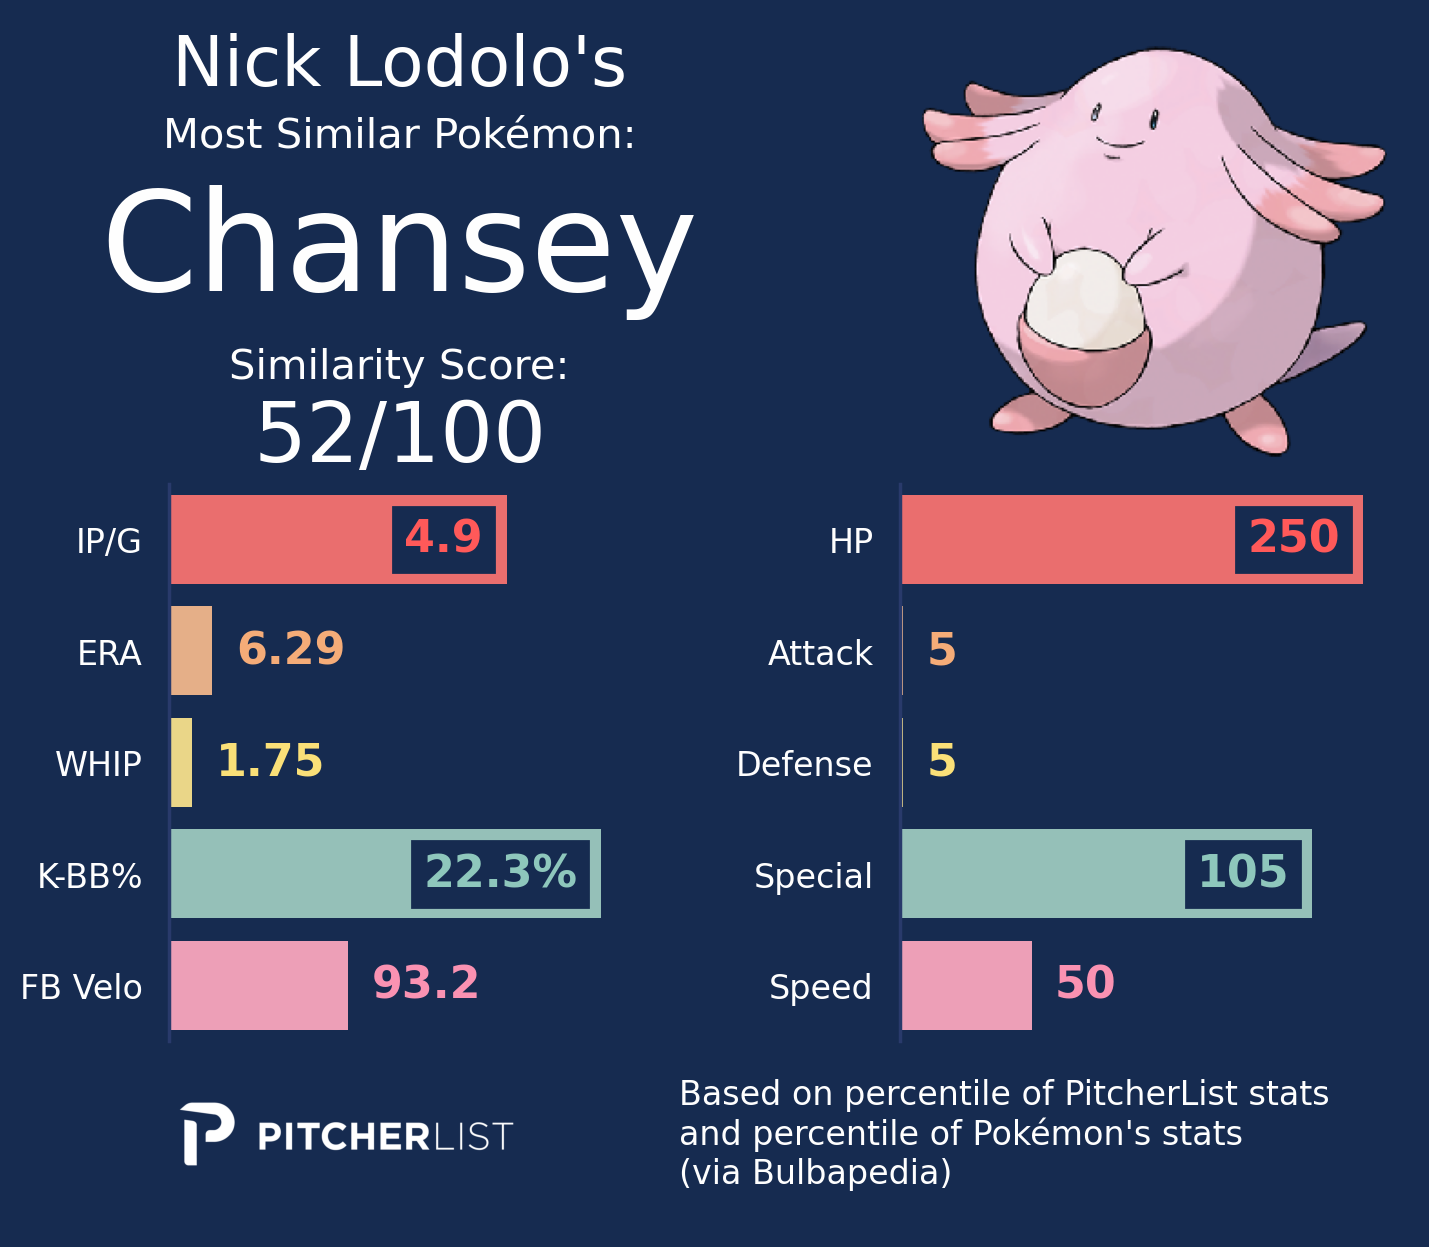 Nick Lodolo's
Most Similar Pokémon:
Chansey
Similarity Score:
52/100
IP/G 4.9
ERA 6.29
WHIP 1.75
K-BB% 22.3%
FB Velo 93.2
HP 250
Attack 5
Defense 5
Special 105
Speed 50
PITCHERLIST
Based on percentile of PitcherList stats
and percentile of Pokémon's stats
(via Bulbapedia)